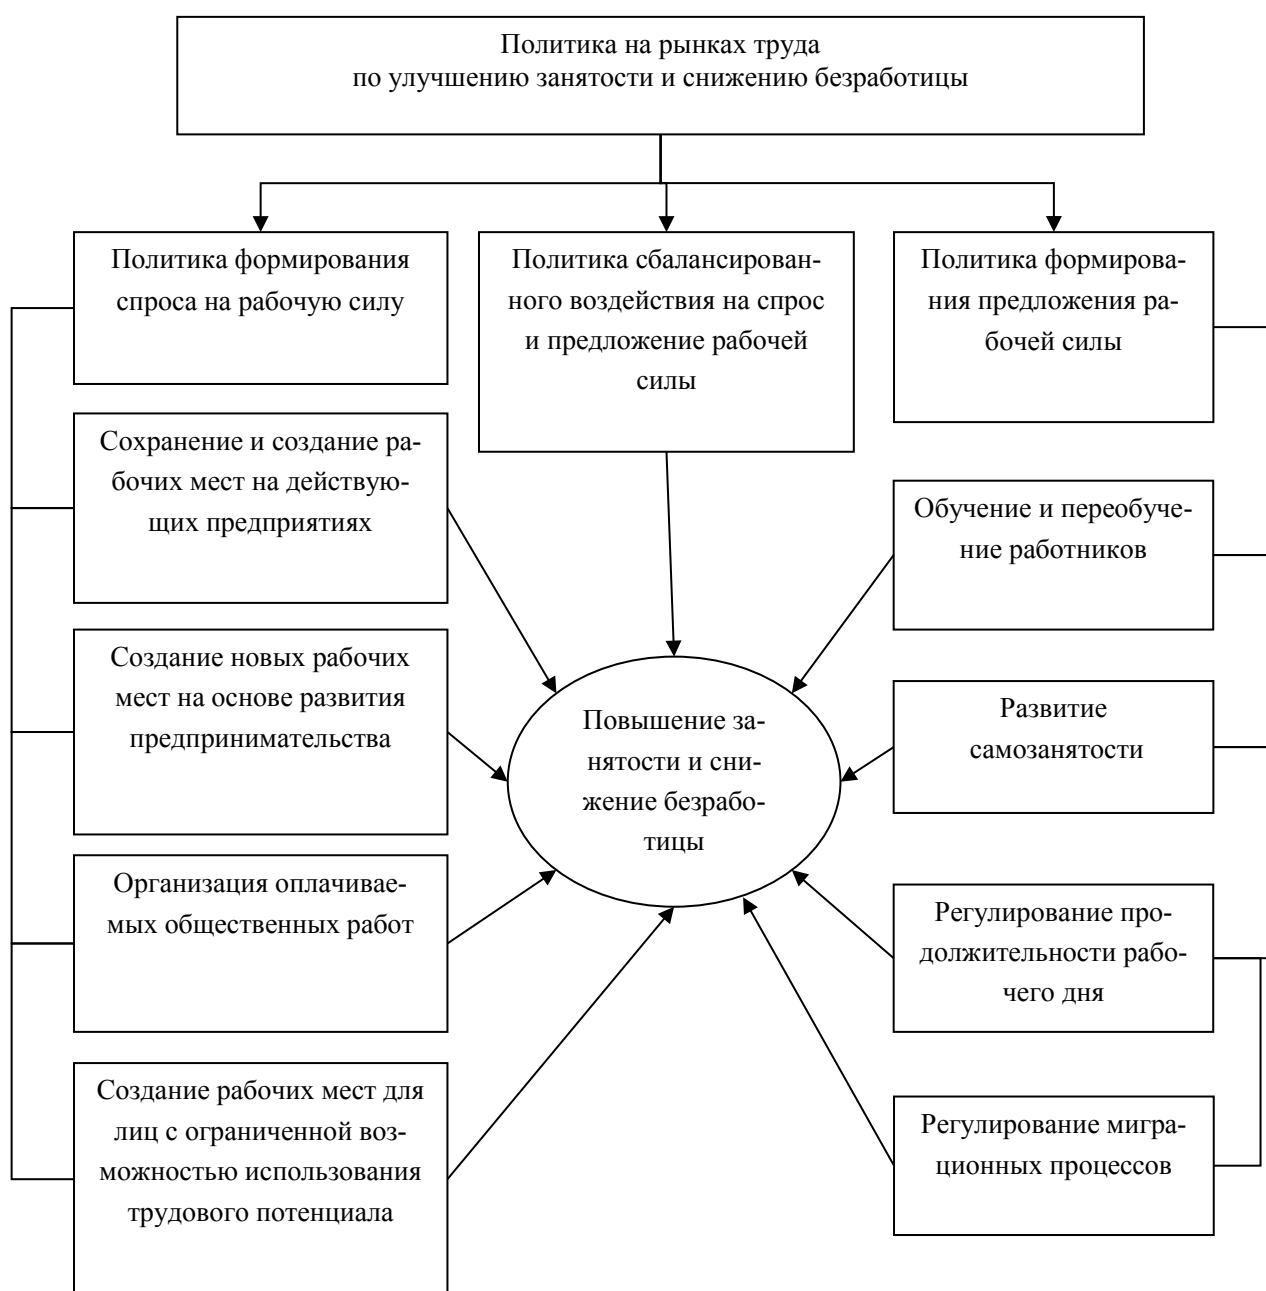 Политика на рынках труда
по улучшению занятости и снижению безработицы
Политика формирования
спроса на рабочую силу
Политика сбалансирован-
ного воздействия на спрос
и предложение рабочей
силы
Политика формирова-
ния предложения ра-
бочей силы
Сохранение и создание ра-
бочих мест на действую-
щих предприятиях
Обучение и переобуче-
ние работников
Создание новых рабочих
мест на основе развития
предпринимательства
Повышение за-
нятости и сни-
жение безрабо-
тицы
Развитие
самозанятости
Организация оплачивае-
мых общественных работ
Регулирование про-
должительности рабо-
чего дня
Создание рабочих мест для
лиц с ограниченной воз-
можностью использования
трудового потенциала
Регулирование мигра-
ционных процессов